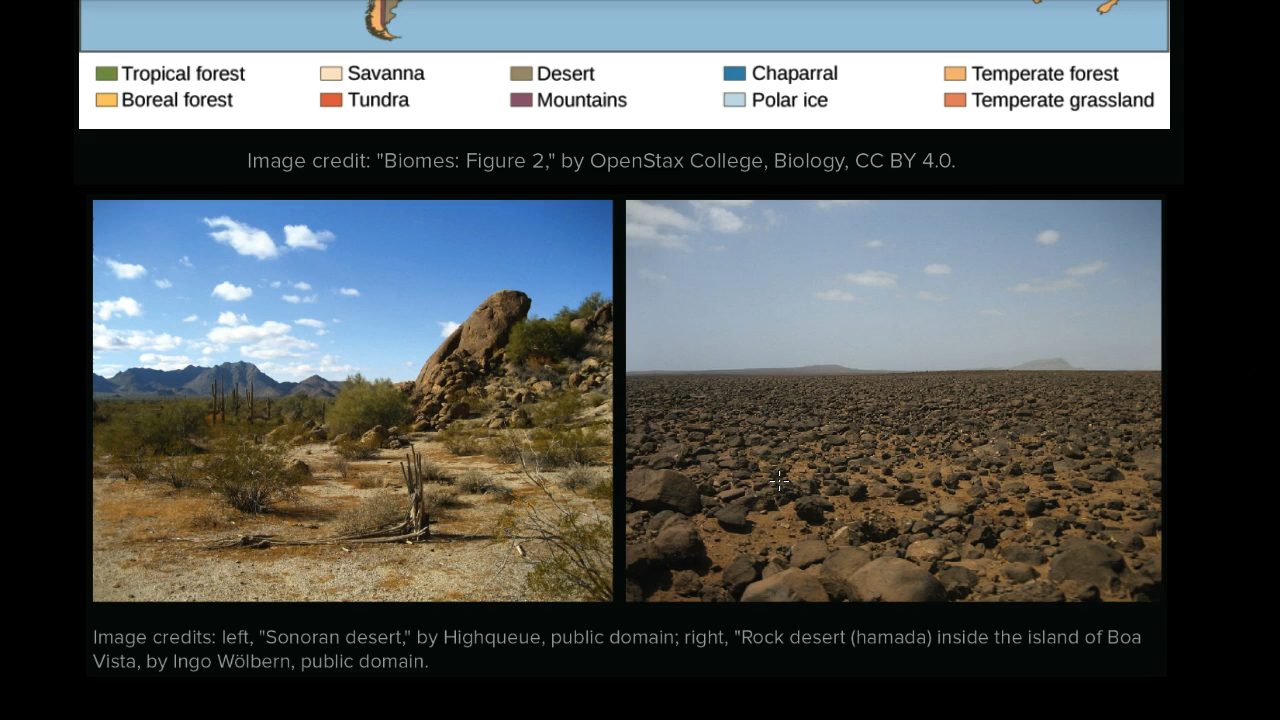 Tropical forest Savanna Desert Chaparral Temperate forest
Boreal forest Tundra Mountains Polar ice Temperate grassland
Image credit: "Biomes: Figure 2," by OpenStax College, Biology, CC BY 4.0.
Image credits: left, "Sonoran desert," by Highqueue, public domain; right, "Rock desert (hamada) inside the island of Boa
Vista, by Ingo Wölbern, public domain.